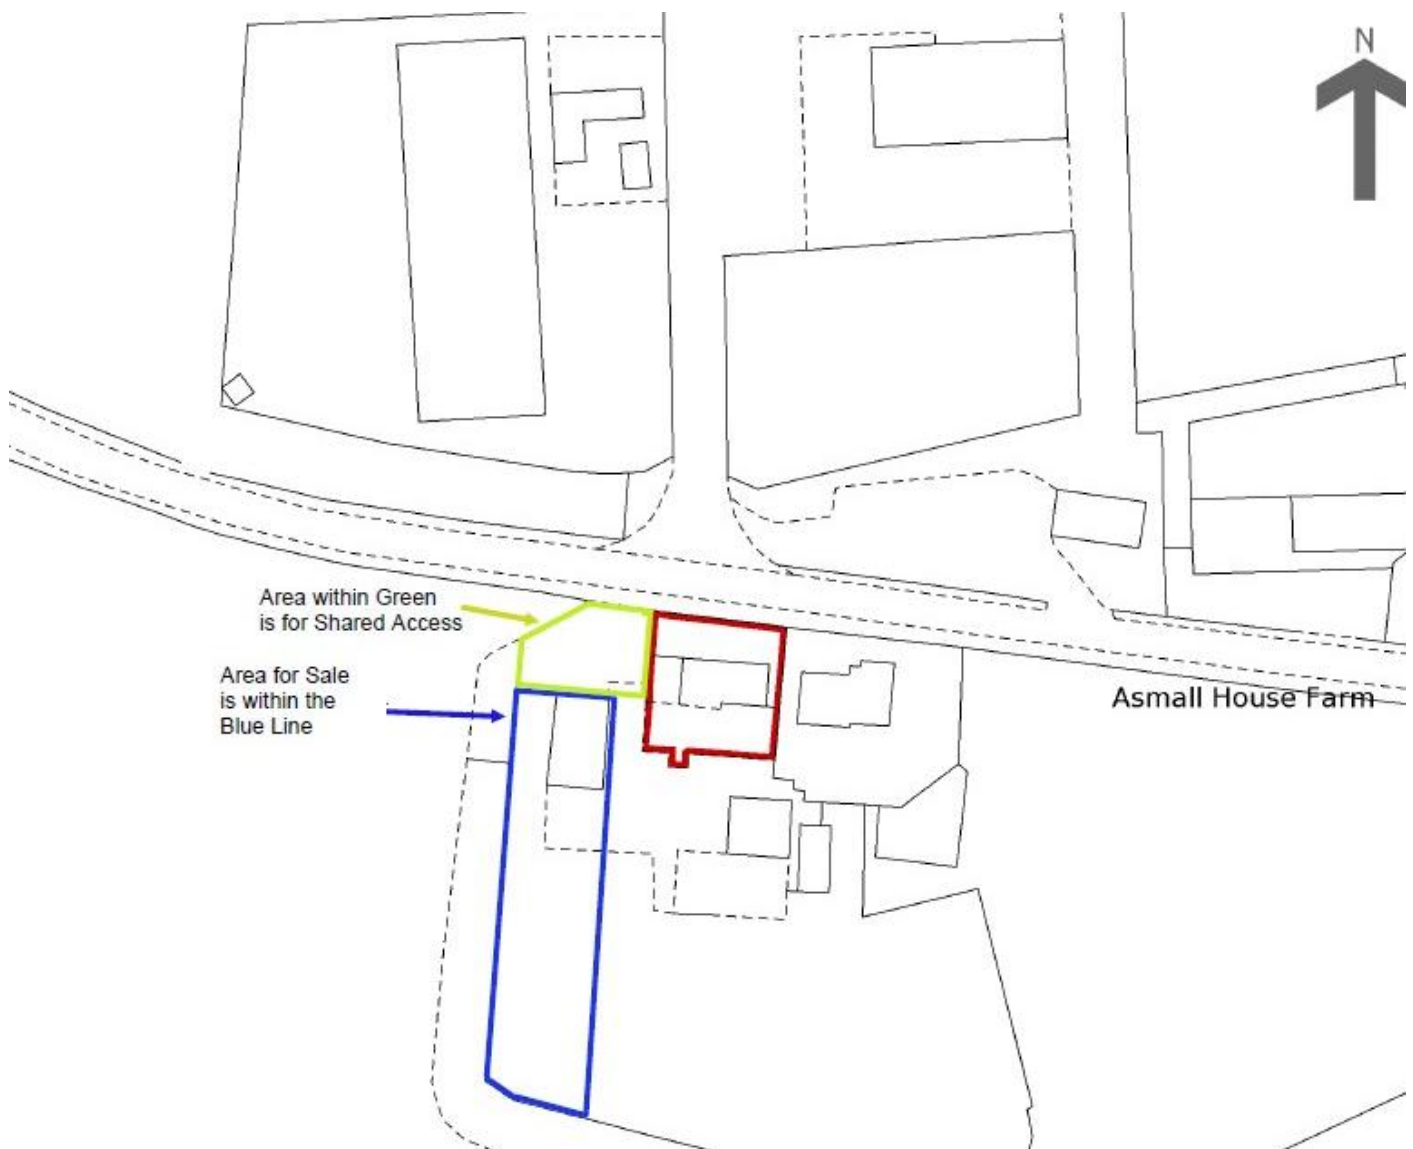 N
Area within Green
is for Shared Access
Area for Sale
is within the
Blue Line
Asmall House Farm